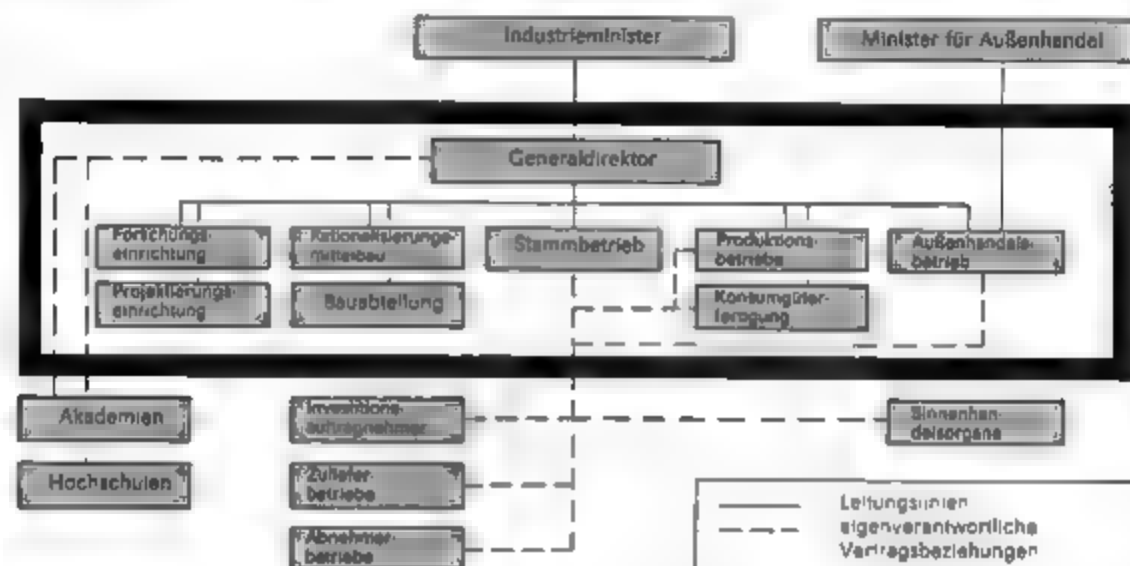 Industrieminister
Minister für Außenhandel
Generaldirektor
Forschungs-
einrichtung
Rationalisierungs-
mittelbau
Stammbetrieb
Produktions-
betriebe
Außenhandels-
betrieb
Projektierungs-
einrichtung
Bauabteilung
Konsumgüter-
fertigung
Akademien
Investitions-
auftragnehmer
Binnenhan-
delsorgane
Hochschulen
Zuliefer-
betriebe
Abnehmer-
betriebe
Leitungslinien
eigenverantwortliche
Vertragsbeziehungen